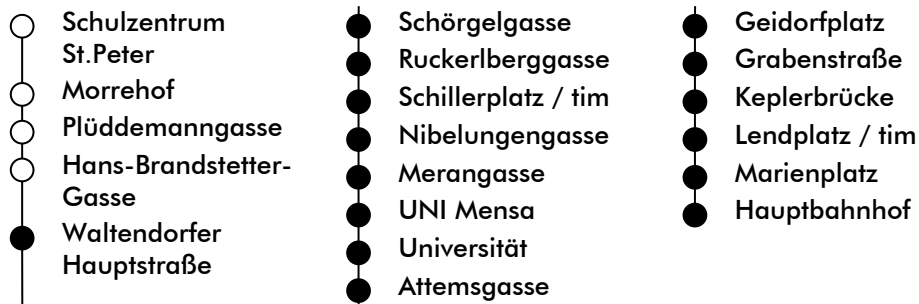 Schulzentrum
St.Peter
Morrehof
Plüddemanngasse
Hans-Brandstetter-
Gasse
Waltendorfer
Hauptstraße
Schörgelgasse
Ruckerlberggasse
Schillerplatz / tim
Nibelungengasse
Merangasse
UNI Mensa
Universität
Attemsgasse
Geidorfplatz
Grabenstraße
Keplerbrücke
Lendplatz / tim
Marienplatz
Hauptbahnhof